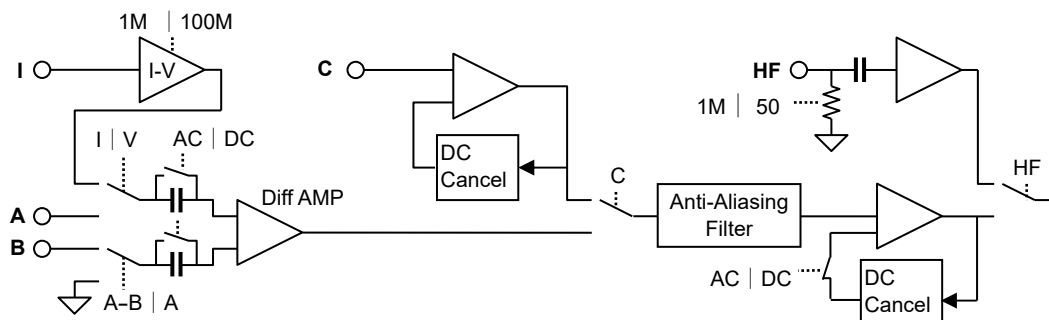 1M | 100M
I
I-V
C
HF
1M | 50
DC
Cancel
I | V
AC | DC
Diff AMP
C
Anti-Aliasing
Filter
HF
A
B
A–B | A
AC | DC
DC
Cancel